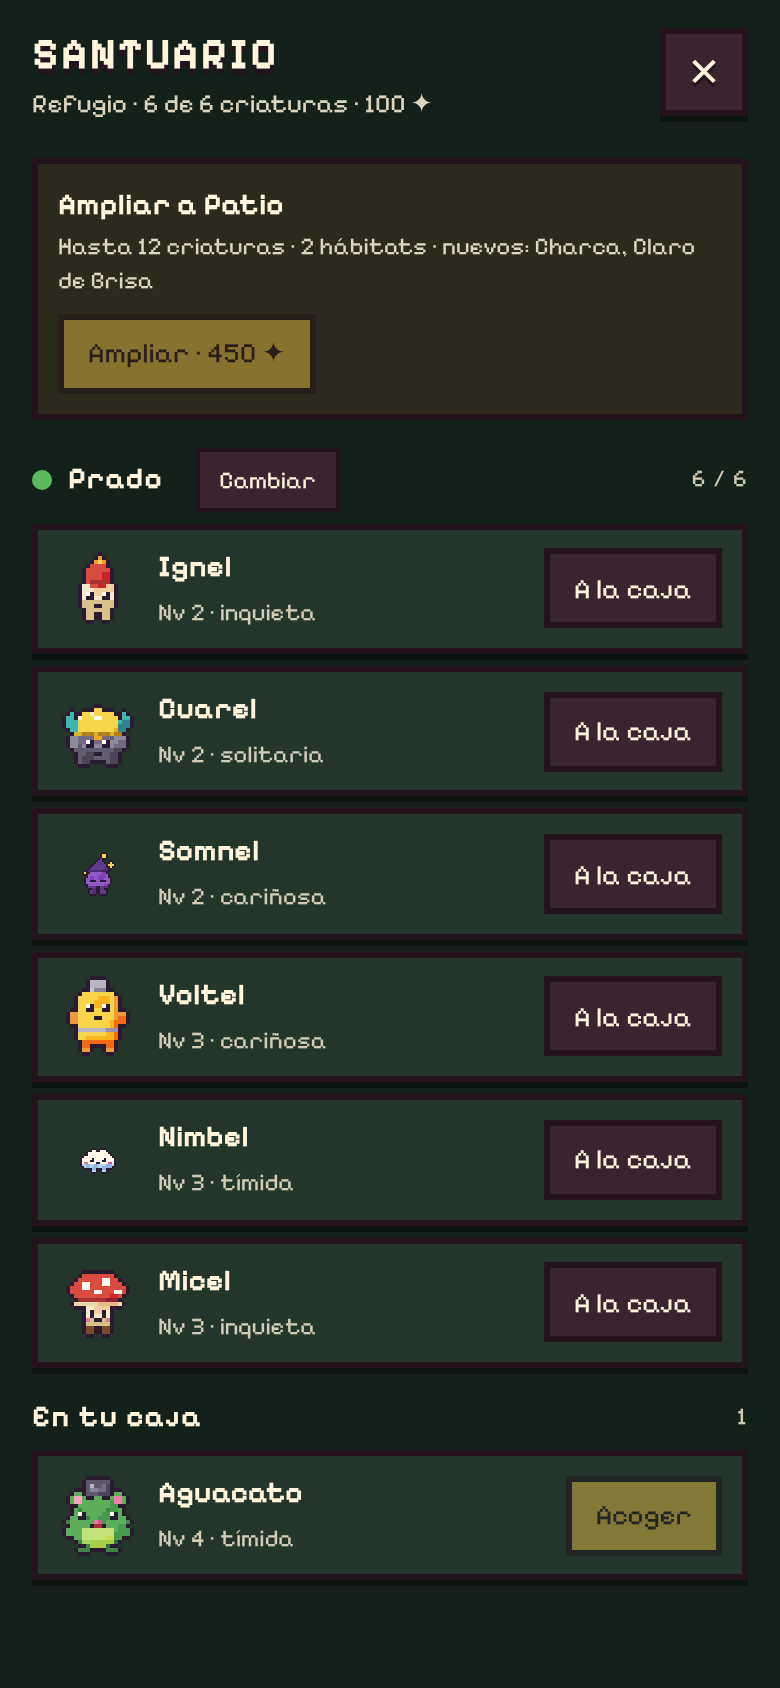 SANTUARIO
Refugio · 6 de 6 criaturas · 100 ✦
×
Ampliar a Patio
Hasta 12 criaturas · 2 hábitats · nuevos: Charca, Claro
de Brisa
Ampliar · 450 ✦
Prado
Cambiar
6 / 6
Ignel
Nv 2 · inquieta
A la caja
Cuarel
Nv 2 · solitaria
A la caja
Somnel
Nv 2 · cariñosa
A la caja
Voltel
Nv 3 · cariñosa
A la caja
Nimbel
Nv 3 · tímida
A la caja
Micel
Nv 3 · inquieta
A la caja
En tu caja
1
Aguacato
Nv 4 · tímida
Acoger